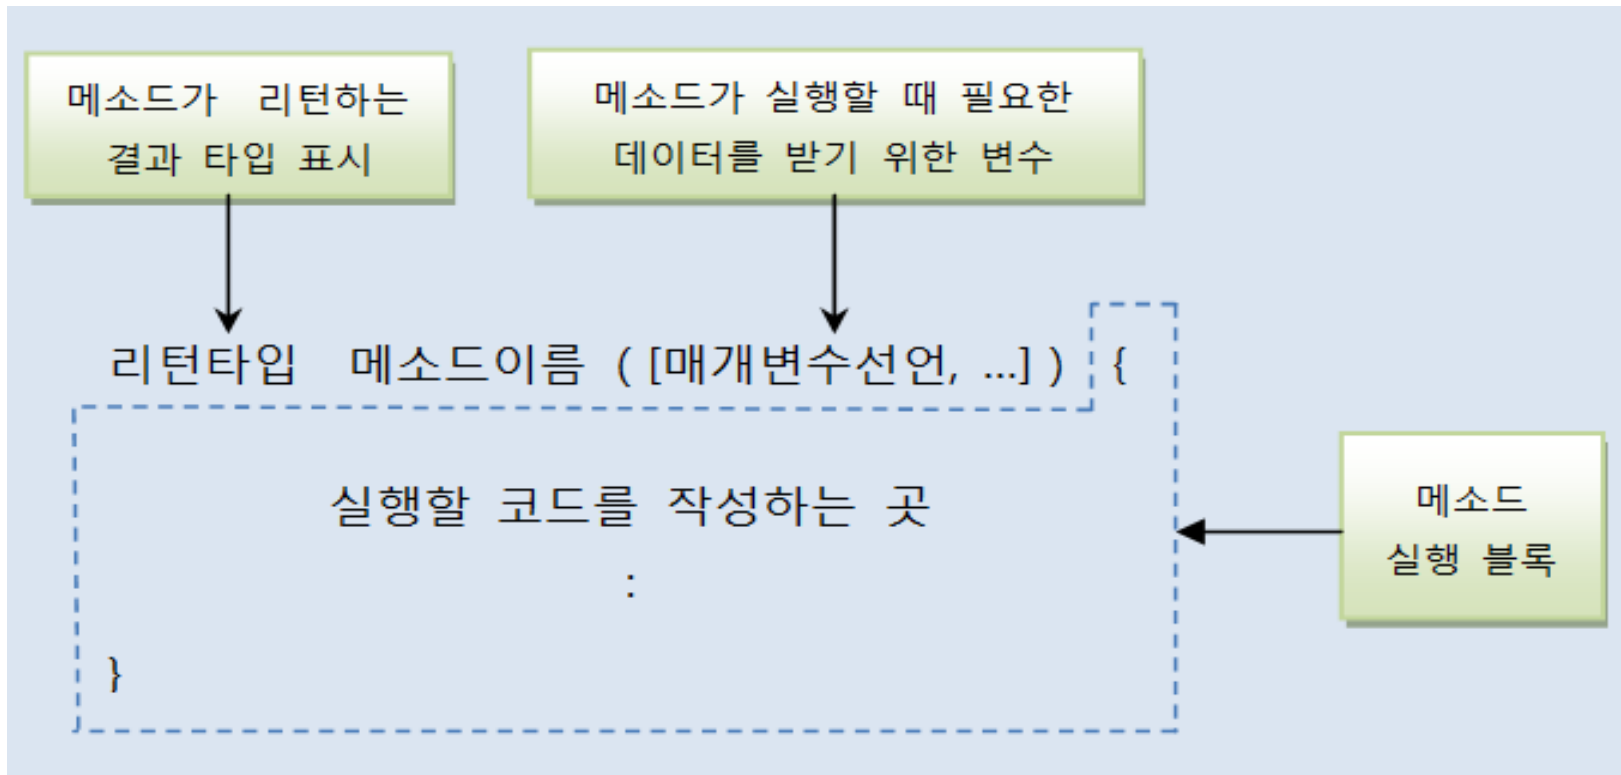 메소드가 리턴하는
결과 타입 표시
메소드가 실행할 때 필요한
데이터를 받기 위한 변수
리턴타입 메소드이름 ( [매개변수선언, ...] ) {
실행할 코드를 작성하는 곳
:
}
메소드
실행 블록